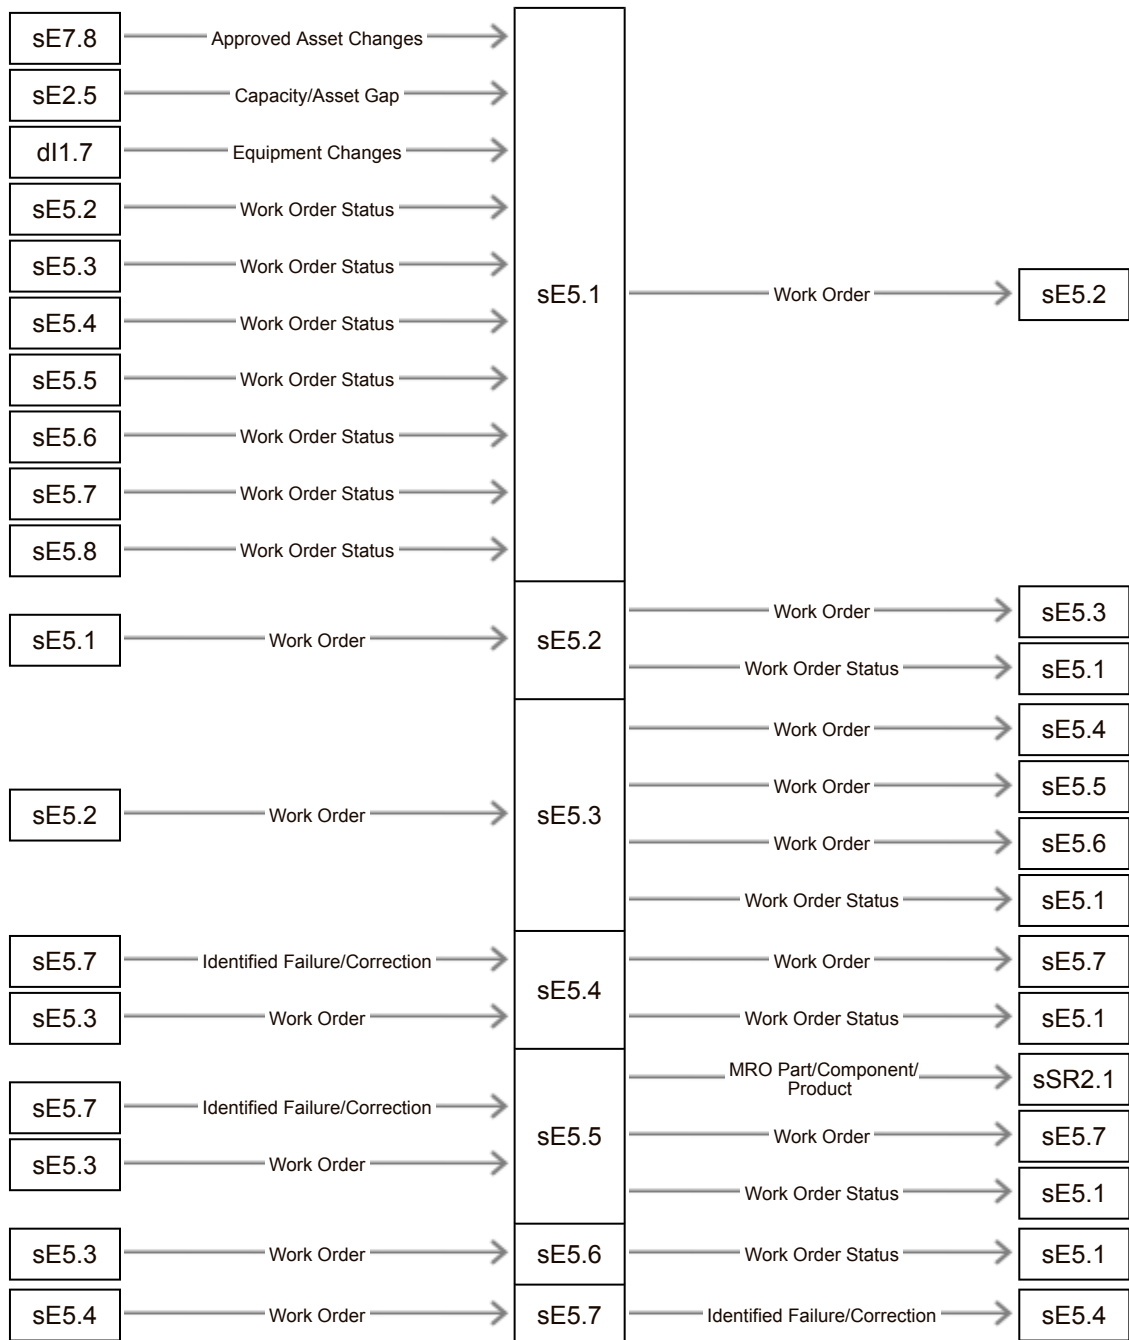 sE7.8
Approved Asset Changes
sE2.5
Capacity/Asset Gap
dI1.7
Equipment Changes
sE5.2
Work Order Status
sE5.3
Work Order Status
sE5.1
Work Order
sE5.2
sE5.4
Work Order Status
sE5.5
Work Order Status
sE5.6
Work Order Status
sE5.7
Work Order Status
sE5.8
Work Order Status
sE5.1
Work Order
sE5.2
Work Order
sE5.3
Work Order Status
sE5.1
sE5.2
Work Order
sE5.3
Work Order
sE5.4
Work Order
sE5.5
Work Order
sE5.6
Work Order Status
sE5.1
sE5.7
Identified Failure/Correction
sE5.3
Work Order
sE5.4
Work Order
sE5.7
Work Order Status
sE5.1
sE5.7
Identified Failure/Correction
sE5.3
Work Order
sE5.5
MRO Part/Component/
Product
sSR2.1
Work Order
sE5.7
Work Order Status
sE5.1
sE5.3
Work Order
sE5.6
Work Order Status
sE5.1
sE5.4
Work Order
sE5.7
Identified Failure/Correction
sE5.4